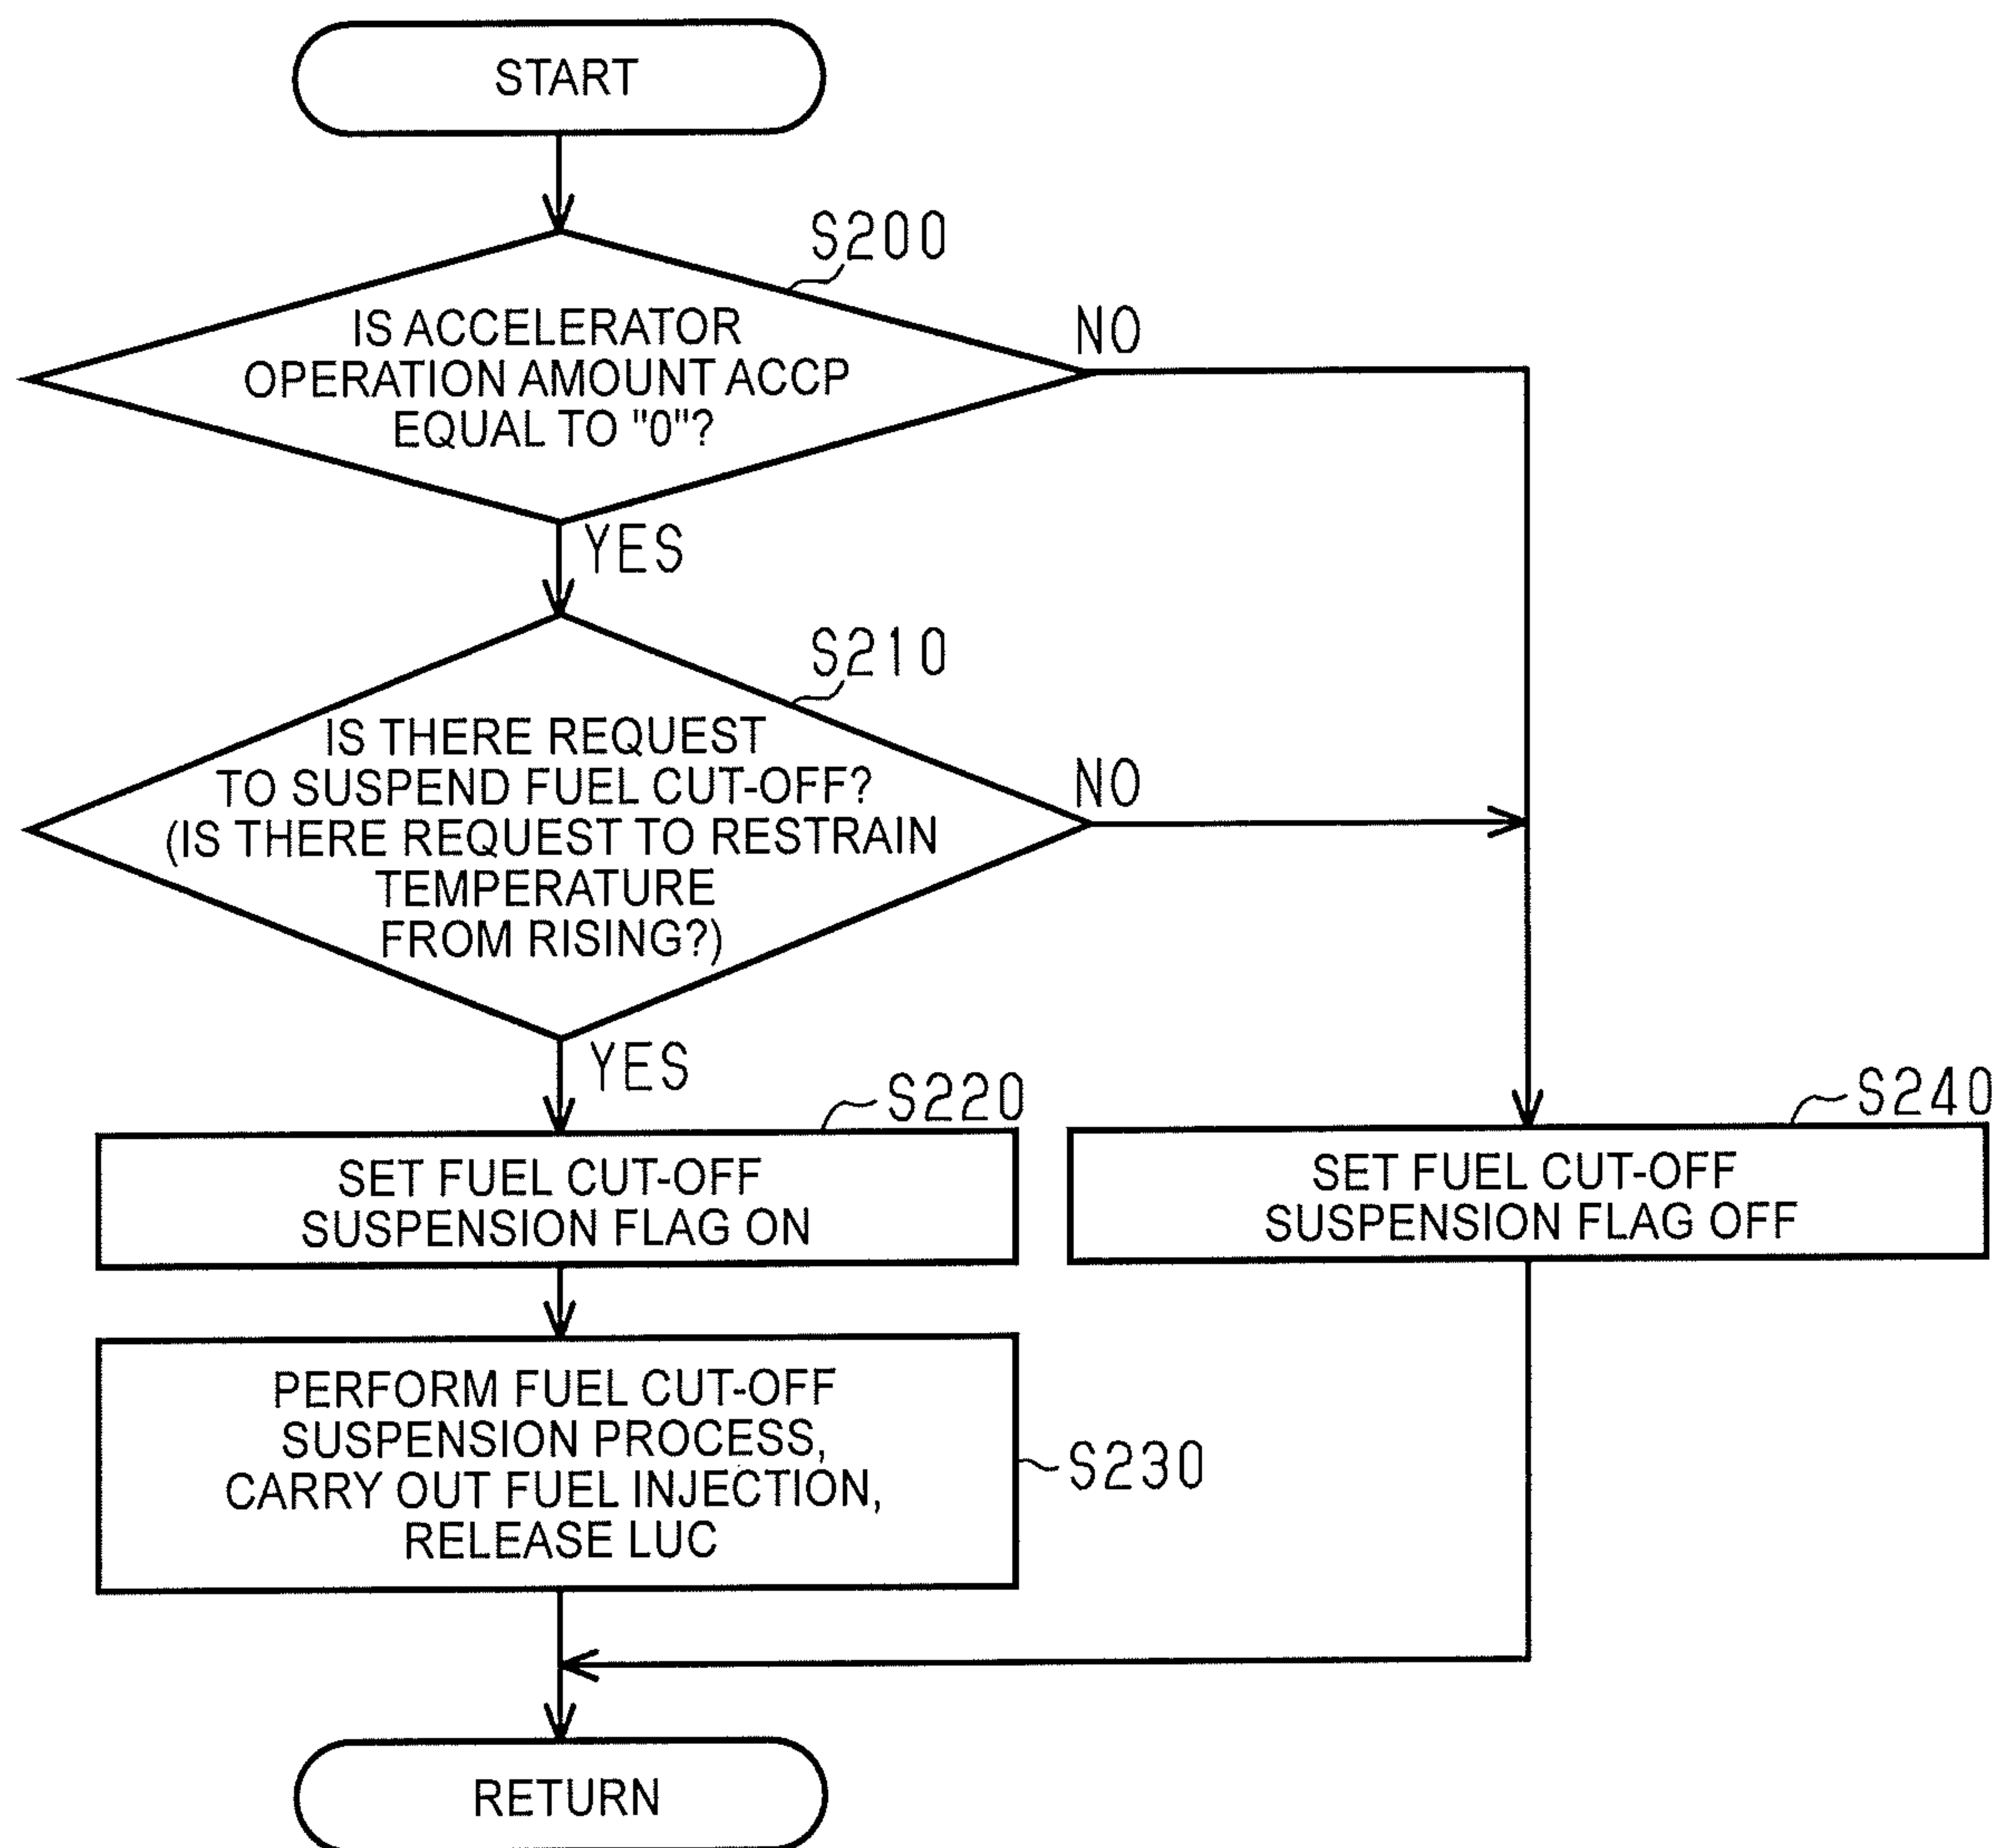 START
S200
IS ACCELERATOR
OPERATION AMOUNT ACCP
EQUAL TO "0"?
NO
YES
S210
IS THERE REQUEST
TO SUSPEND FUEL CUT-OFF?
(IS THERE REQUEST TO RESTRAIN
TEMPERATURE
FROM RISING?)
NO
YES
S220
SET FUEL CUT-OFF
SUSPENSION FLAG ON
S240
SET FUEL CUT-OFF
SUSPENSION FLAG OFF
PERFORM FUEL CUT-OFF
SUSPENSION PROCESS,
CARRY OUT FUEL INJECTION,
RELEASE LUC
S230
RETURN